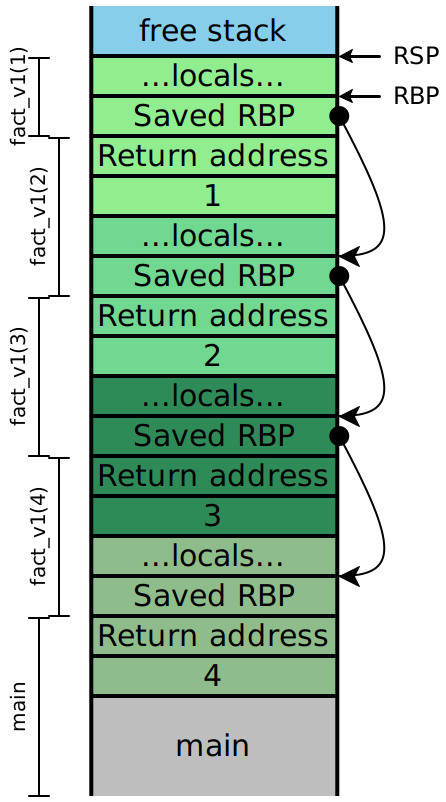 free stack
RSP
...locals...
RBP
Saved RBP
Return address
1
...locals...
Saved RBP
Return address
2
...locals...
Saved RBP
Return address
3
...locals...
Saved RBP
Return address
4
main
fact_v1(1)
fact_v1(2)
fact_v1(3)
fact_v1(4)
main